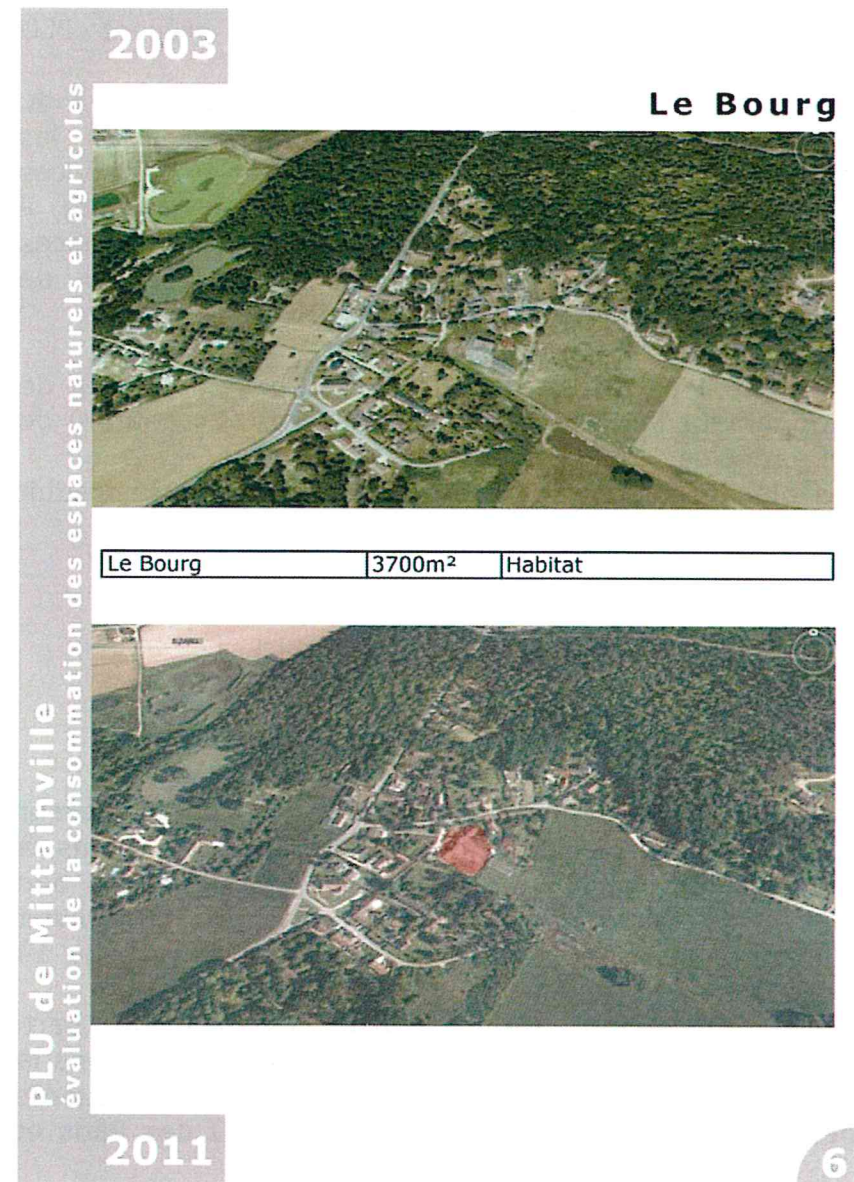 2003
Le Bourg
Le Bourg 3700m² Habitat
PLU de Mittainville
évaluation de la consommation des espaces naturels et agricoles
2011
6